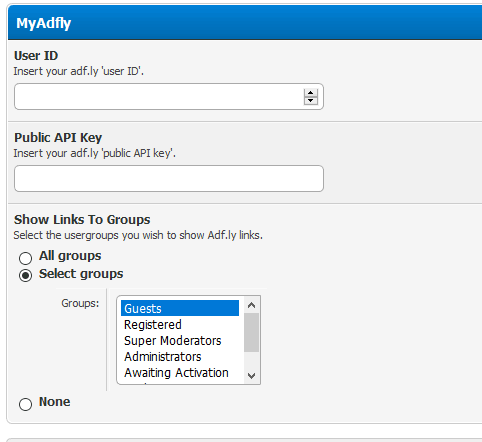 MyAdfly
User ID
Insert your adf.ly 'user ID'.
Public API Key
Insert your adf.ly 'public API key'.
Show Links To Groups
Select the usergroups you wish to show Adf.ly links.
All groups
Select groups
Groups:
Guests
Registered
Super Moderators
Administrators
Awaiting Activation
None